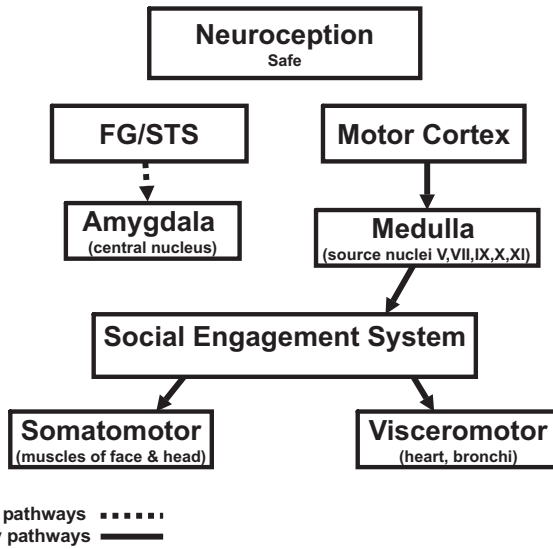 Neuroception
Safe
FG/STS
Motor Cortex
Amygdala
(central nucleus)
Medulla
(source nuclei V,VII,IX,X,XI)
Social Engagement System
Somatomotor
(muscles of face & head)
Visceromotor
(heart, bronchi)
pathways
pathways